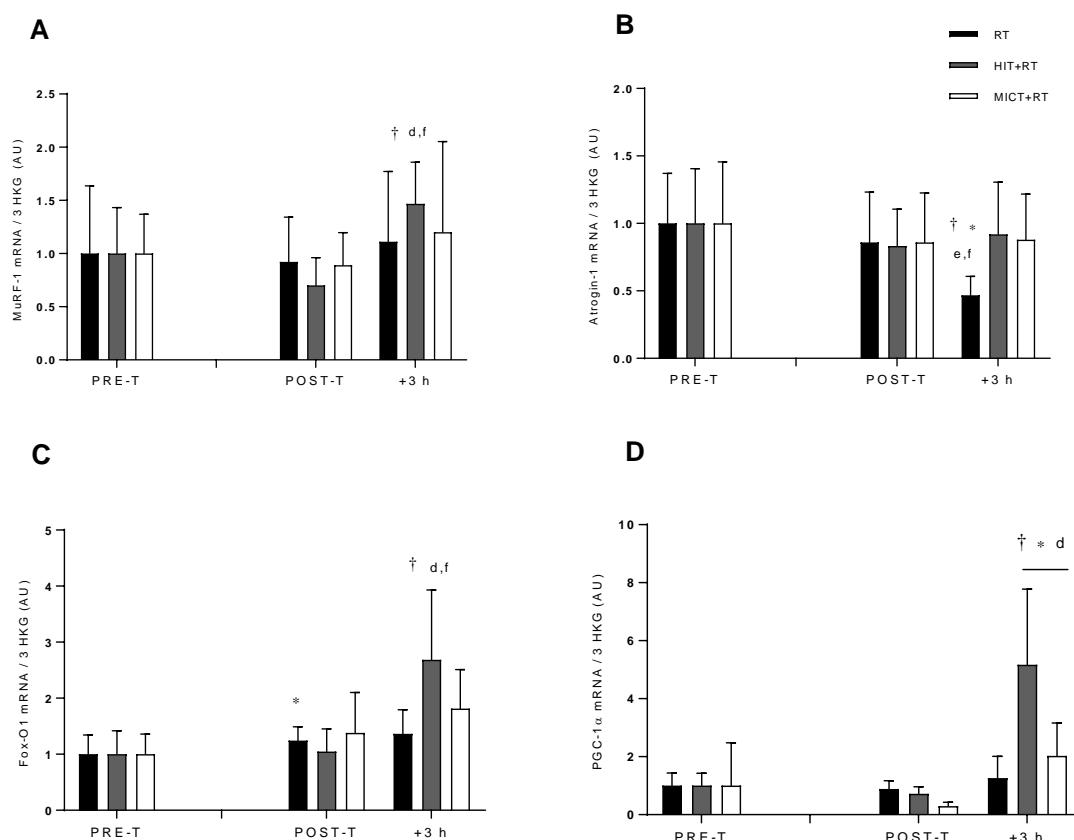 A
MuRF-1 mRNA / 3 HKG (AU)
2.5
2.0
1.5
1.0
0.5
0.0
† d,f
PRE-T POST-T +3 h
B
RT
HIT+RT
MICT+RT
Atrogin-1 mRNA / 3 HKG (AU)
2.0
1.5
1.0
0.5
0.0
† *
e,f
PRE-T POST-T +3 h
C
Fox-O1 mRNA / 3 HKG (AU)
5
4
3
2
1
0
*
† d,f
PRE-T POST-T +3 h
D
PGC-1α mRNA / 3 HKG (AU)
10
8
6
4
2
0
† * d
PRE-T POST-T +3 h